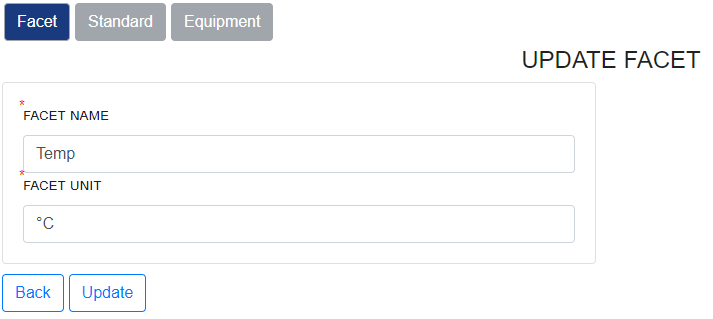 Facet Standard Equipment
UPDATE FACET
*
FACET NAME
Temp
*
FACET UNIT
°C
Back Update